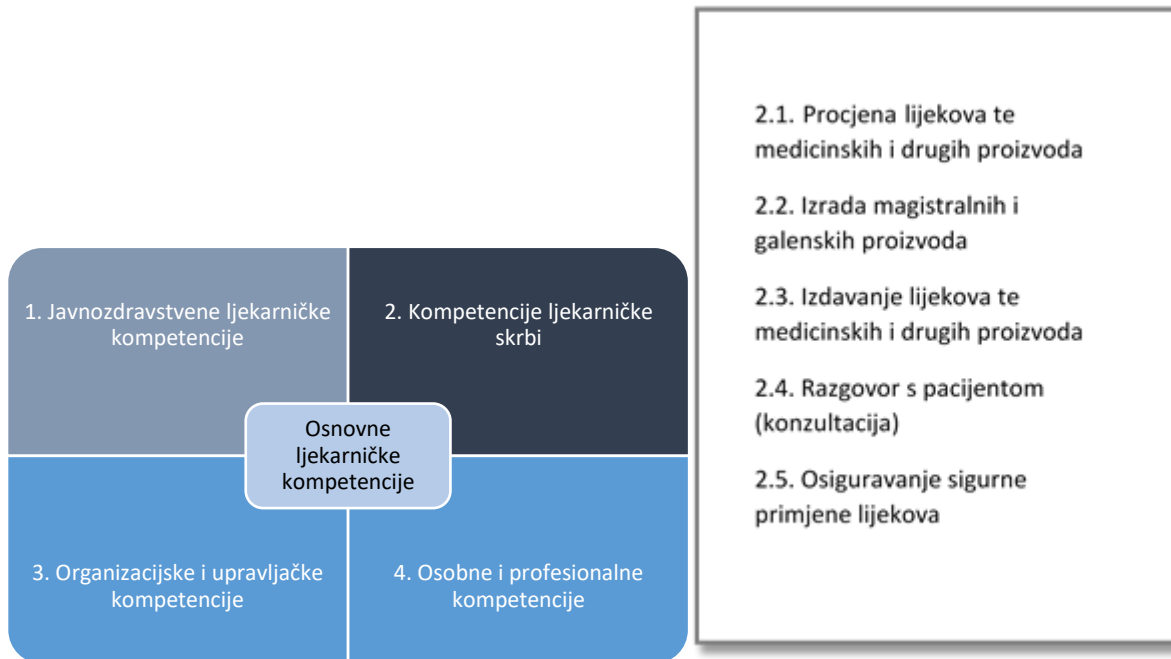 1. Javnozdravstvene ljekarničke
kompetencije
2. Kompetencije ljekarničke
skrbi
Osnovne
ljekarničke
kompetencije
3. Organizacijske i upravljačke
kompetencije
4. Osobne i profesionalne
kompetencije
2.1. Procjena lijekova te
medicinskih i drugih proizvoda
2.2. Izrada magistralnih i
galenskih proizvoda
2.3. Izdavanje lijekova te
medicinskih i drugih proizvoda
2.4. Razgovor s pacijentom
(konzultacija)
2.5. Osiguravanje sigurne
primjene lijekova